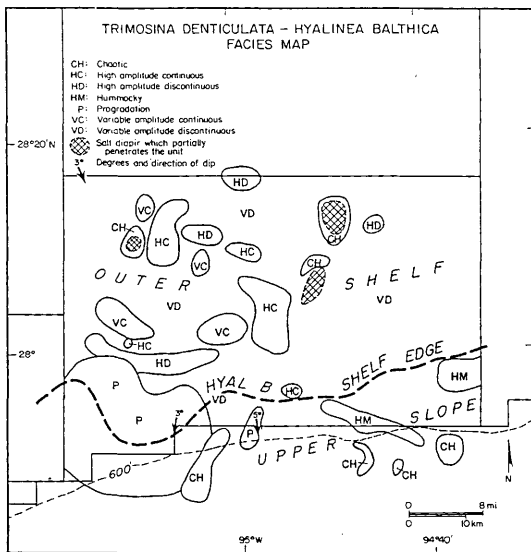 TRIMOSINA DENTICULATA – HYALINEA BALTHICA
FACIES MAP
CH: Chaotic
HC: High amplitude continuous
HD: High amplitude discontinuous
HM: Hummocky
P: Progradation
VC: Variable amplitude continuous
VD: Variable amplitude discontinuous
Salt diapir which partially
penetrates the unit
3° Degrees and direction of dip
28°20'N
HD
VC
VD
CH
HC
HD
CH
HD
HC
VC
CH
OUTER SHELF
VD
HC
VD
VC
VC
HC
28°
HD
P
HYAL B
SHELF EDGE
HM
VD
HC
P
3°
5°
P
HM
SLOPE
UPPER
600'
CH
CH
CH
CH
N
0 8 mi
0 10 km
95°W
94°40'